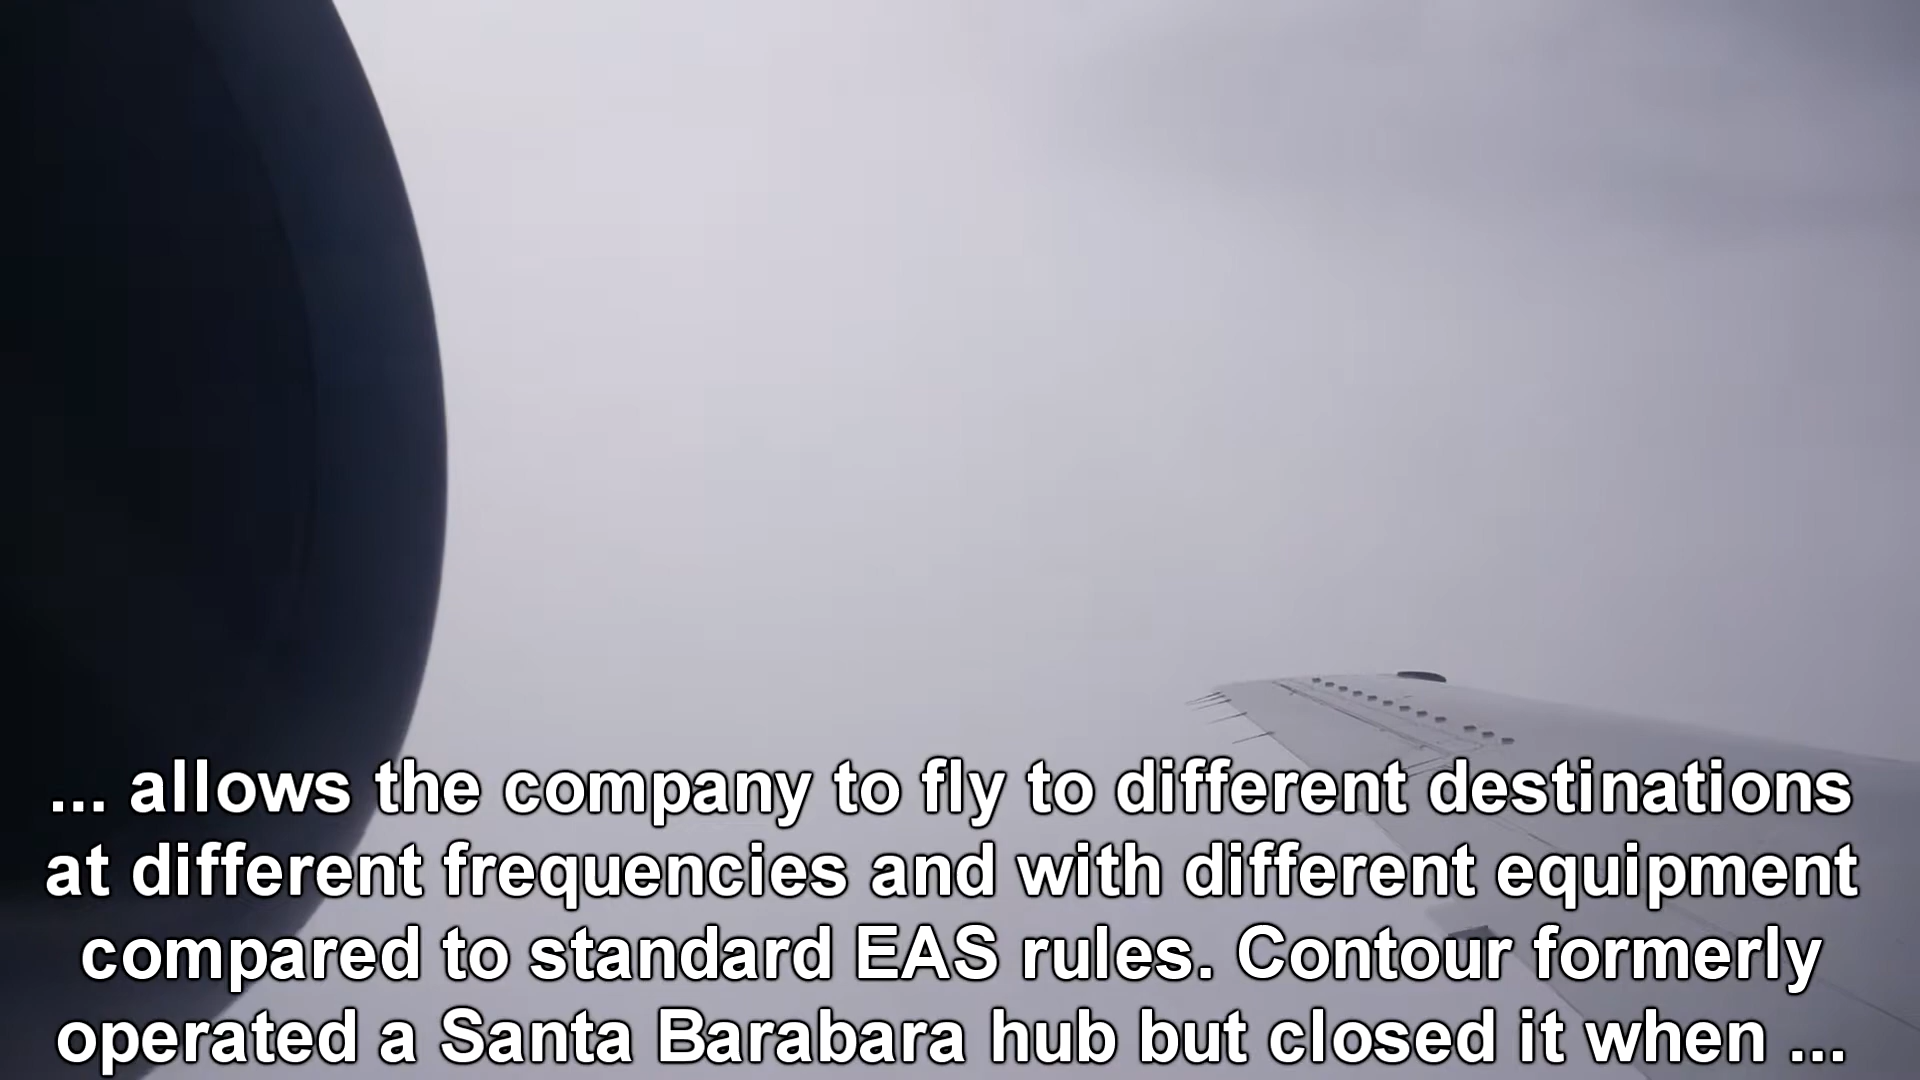 ... allows the company to fly to different destinations
at different frequencies and with different equipment
compared to standard EAS rules. Contour formerly
operated a Santa Barabara hub but closed it when ...